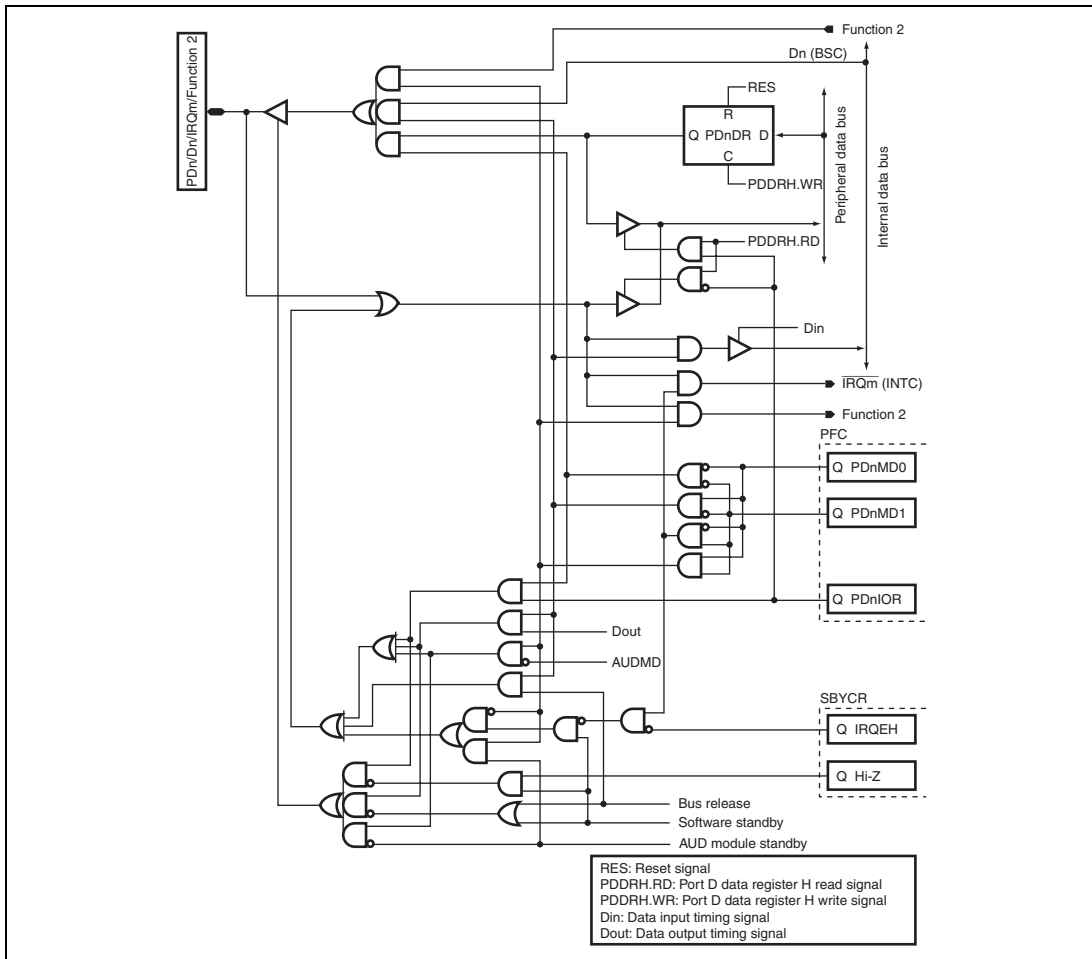 PDn/Dn/IRQm/Function 2
Function 2
Dn (BSC)
RES
R
Q PDnDR D
C
PDDRH.WR
Peripheral data bus
Internal data bus
PDDRH.RD
Din
IRQm (INTC)
Function 2
PFC
Q PDnMD0
Q PDnMD1
Q PDnIOR
Dout
AUDMD
SBYCR
Q IRQEH
Q Hi-Z
Bus release
Software standby
AUD module standby
RES: Reset signal
PDDRH.RD: Port D data register H read signal
PDDRH.WR: Port D data register H write signal
Din: Data input timing signal
Dout: Data output timing signal